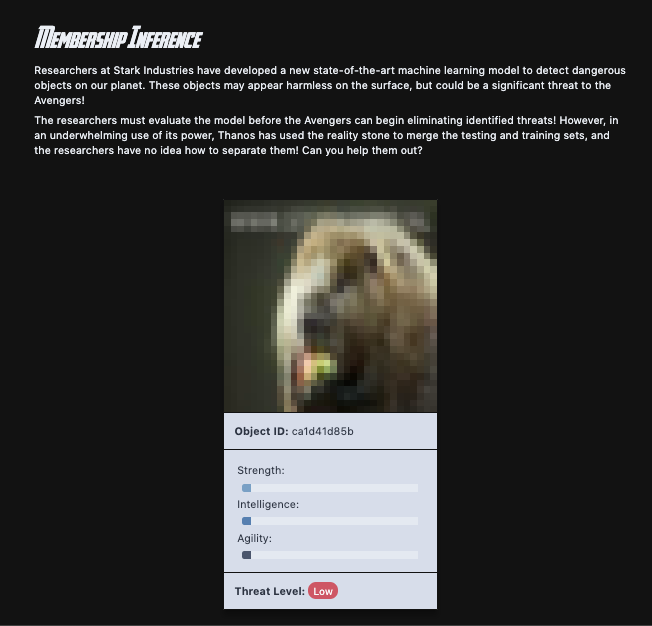 Membership Inference
Researchers at Stark Industries have developed a new state-of-the-art machine learning model to detect dangerous
objects on our planet. These objects may appear harmless on the surface, but could be a significant threat to the
Avengers!
The researchers must evaluate the model before the Avengers can begin eliminating identified threats! However, in
an underwhelming use of its power, Thanos has used the reality stone to merge the testing and training sets, and
the researchers have no idea how to separate them! Can you help them out?
Object ID: ca1d41d85b
Strength:
Intelligence:
Agility:
Threat Level: Low